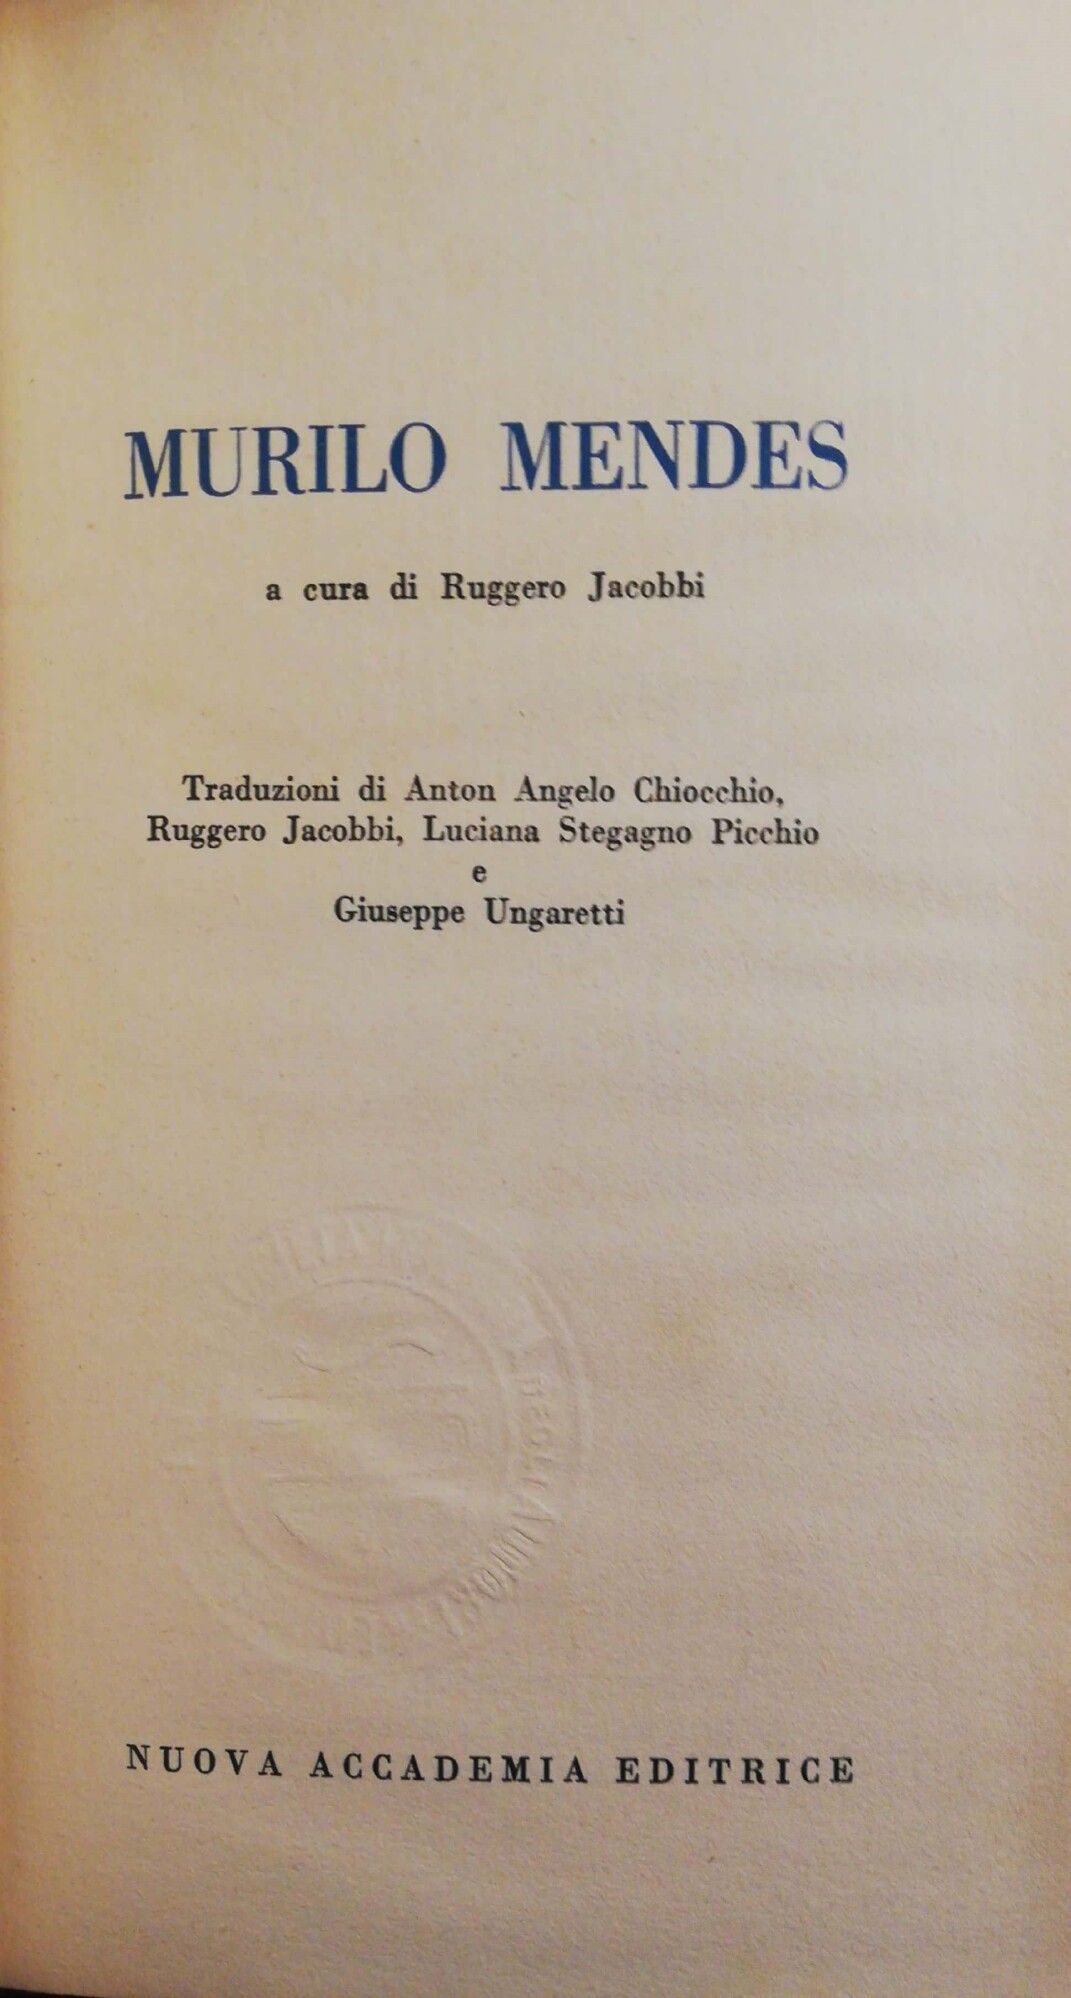 MURILO MENDES
a cura di Ruggero Jacobbi
Traduzioni di Anton Angelo Chiocchio,
Ruggero Jacobbi, Luciana Stegagno Picchio
e
Giuseppe Ungaretti
NUOVA ACCADEMIA EDITRICE